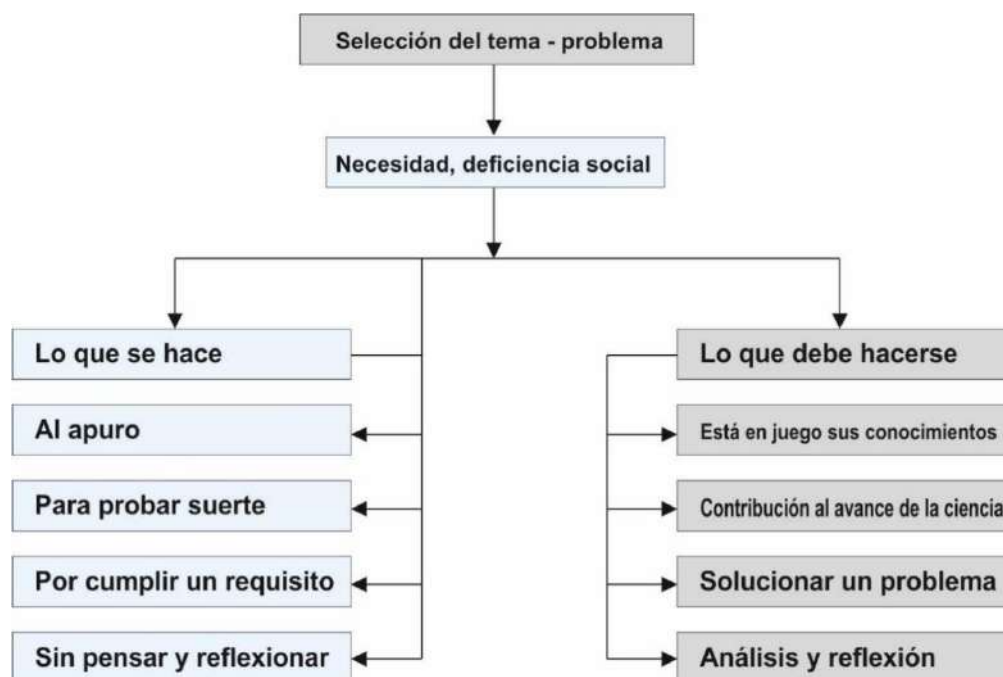 Selección del tema - problema
Necesidad, deficiencia social
Lo que se hace
Al apuro
Para probar suerte
Por cumplir un requisito
Sin pensar y reflexionar
Lo que debe hacerse
Está en juego sus conocimientos
Contribución al avance de la ciencia
Solucionar un problema
Análisis y reflexión